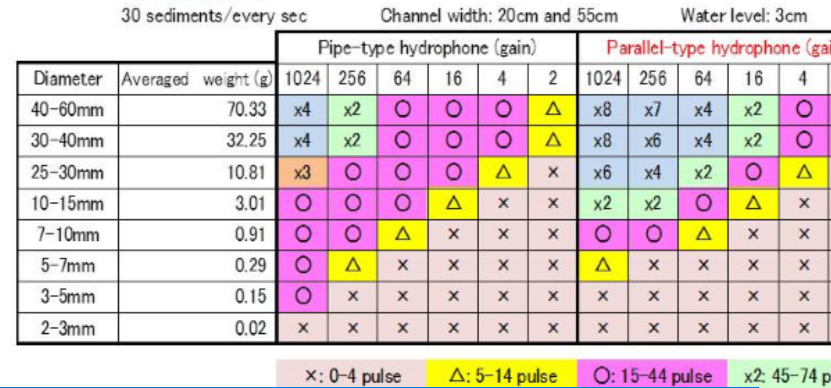 30 sediments/every sec Channel width: 20cm and 55cm Water level: 3cm
Pipe-type hydrophone (gain) Parallel-type hydrophone (gai
Diameter Averaged weight (g) 1024 256 64 16 4 2 1024 256 64 16 4
40-60mm 70.33 x4 x2 ○ ○ ○ △ x8 x7 x4 x2 ○
30-40mm 32.25 x4 x2 ○ ○ ○ △ x8 x6 x4 x2 ○
25-30mm 10.81 x3 ○ ○ ○ △ × x6 x4 x2 ○ △
10-15mm 3.01 ○ ○ ○ △ × × x2 x2 ○ △ ×
7-10mm 0.91 ○ ○ △ × × × ○ ○ △ × ×
5-7mm 0.29 ○ △ × × × × △ × × × ×
3-5mm 0.15 ○ × × × × × × × × × ×
2-3mm 0.02 × × × × × × × × × × ×
×: 0-4 pulse △: 5-14 pulse ○: 15-44 pulse x2: 45-74 p